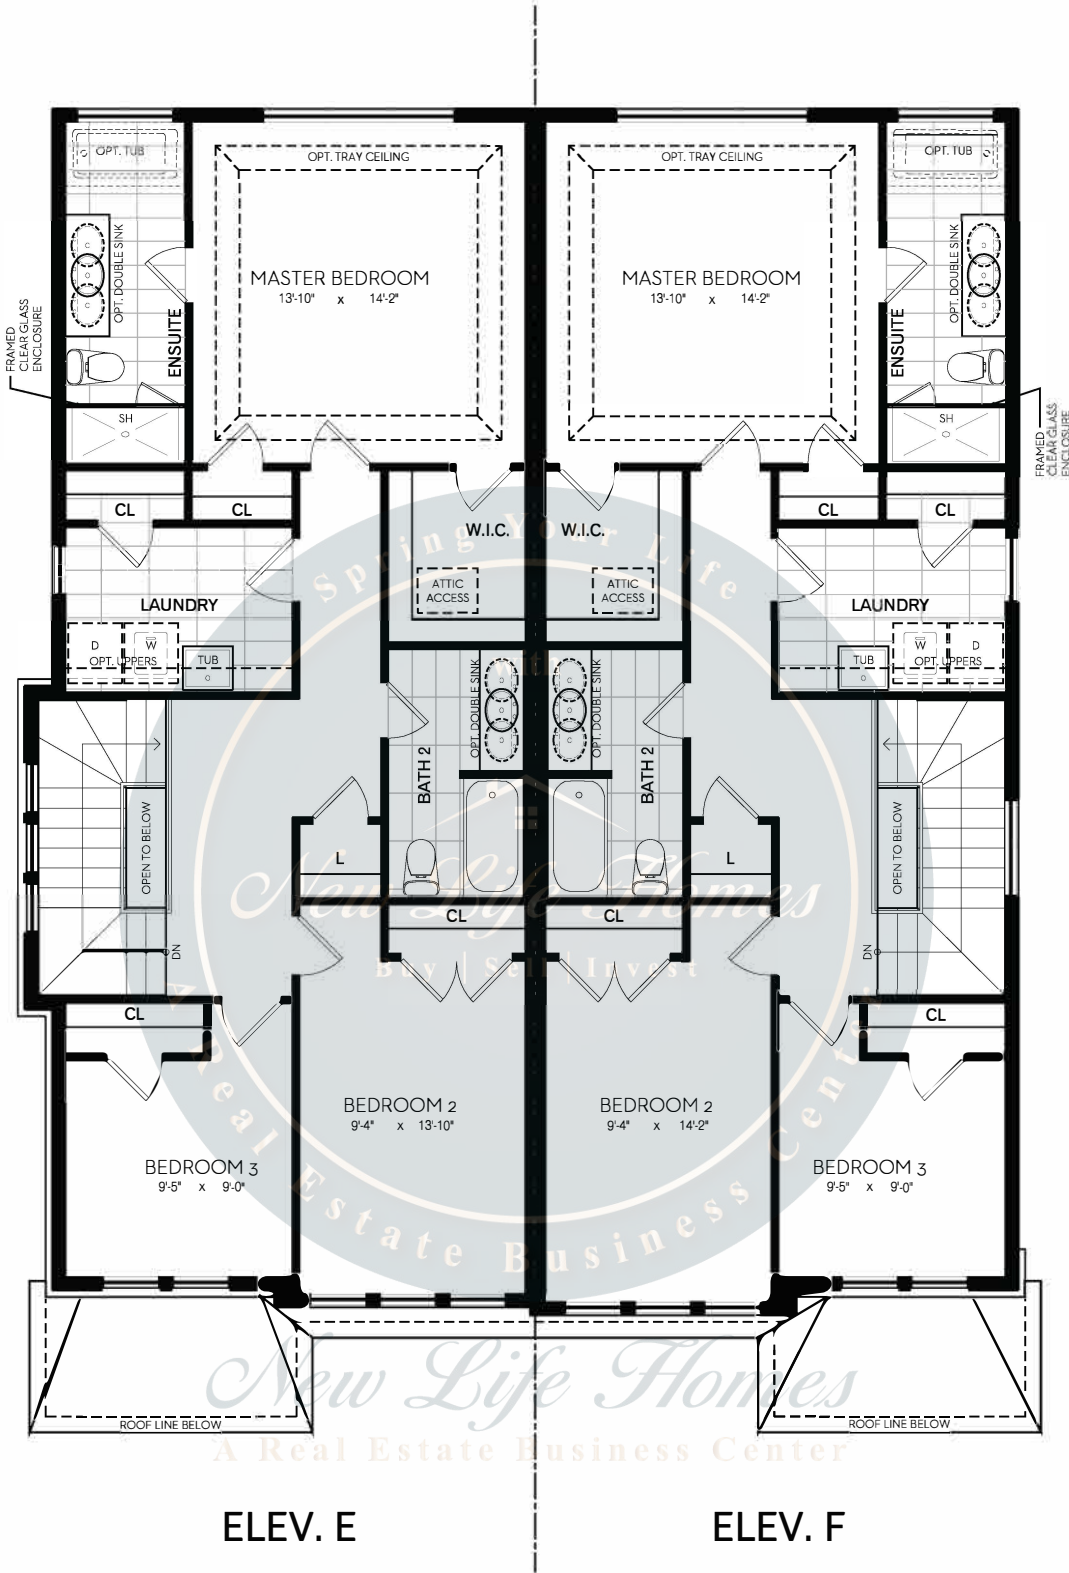 OPT. TUB
OPT. TRAY CEILING
OPT. DOUBLE SINK
MASTER BEDROOM
13'-10" x 14'-2"
ENSUITE
FRAMED
CLEAR GLASS
ENCLOSURE
SH
CL
CL
W.I.C.
ATTIC
ACCESS
LAUNDRY
D
W
OPT. UPPERS
TUB
OPT. DOUBLE SINK
BATH 2
OPEN TO BELOW
L
CL
DN
CL
BEDROOM 2
9'-4" x 13'-10"
BEDROOM 3
9'-5" x 9'-0"
ROOF LINE BELOW
ELEV. E
OPT. TRAY CEILING
OPT. TUB
MASTER BEDROOM
13'-10" x 14'-2"
OPT. DOUBLE SINK
ENSUITE
FRAMED
CLEAR GLASS
ENCLOSURE
SH
W.I.C.
CL
CL
ATTIC
ACCESS
LAUNDRY
TUB
W
D
OPT. UPPERS
OPT. DOUBLE SINK
BATH 2
L
OPEN TO BELOW
CL
DN
CL
BEDROOM 2
9'-4" x 14'-2"
BEDROOM 3
9'-5" x 9'-0"
ROOF LINE BELOW
ELEV. F
Spring Your Life
with
New Life Homes
Buy | Sell | Invest
A Real Estate Business Center
New Life Homes
A Real Estate Business Center